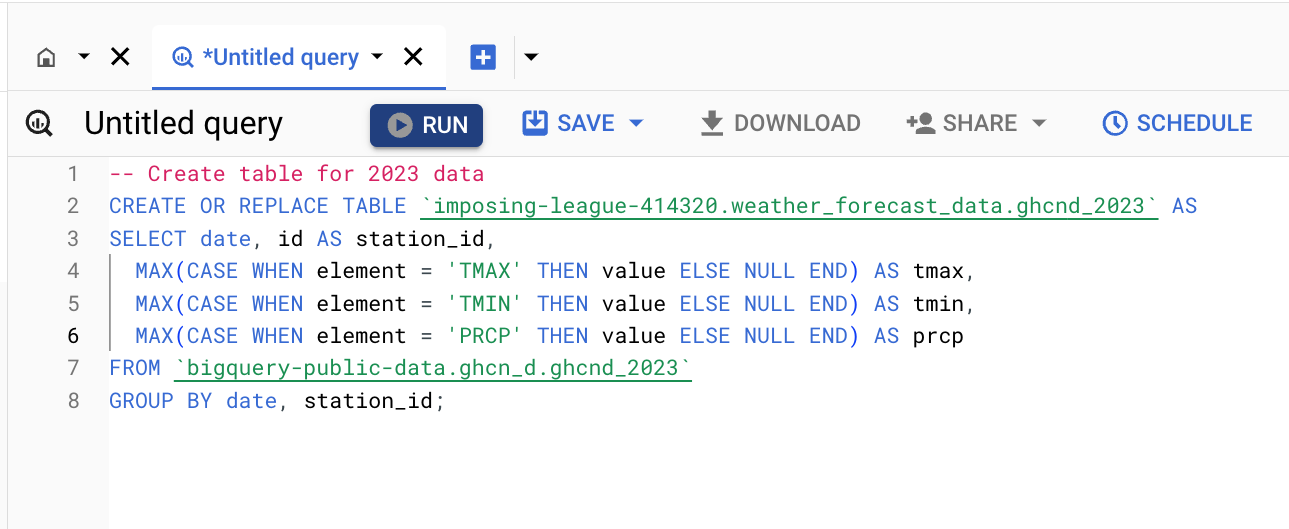 *Untitled query
Untitled query RUN SAVE DOWNLOAD SHARE SCHEDULE
1 -- Create table for 2023 data
2 CREATE OR REPLACE TABLE `imposing-league-414320.weather_forecast_data.ghcnd_2023` AS
3 SELECT date, id AS station_id,
4 MAX(CASE WHEN element = 'TMAX' THEN value ELSE NULL END) AS tmax,
5 MAX(CASE WHEN element = 'TMIN' THEN value ELSE NULL END) AS tmin,
6 MAX(CASE WHEN element = 'PRCP' THEN value ELSE NULL END) AS prcp
7 FROM `bigquery-public-data.ghcn_d.ghcnd_2023`
8 GROUP BY date, station_id;